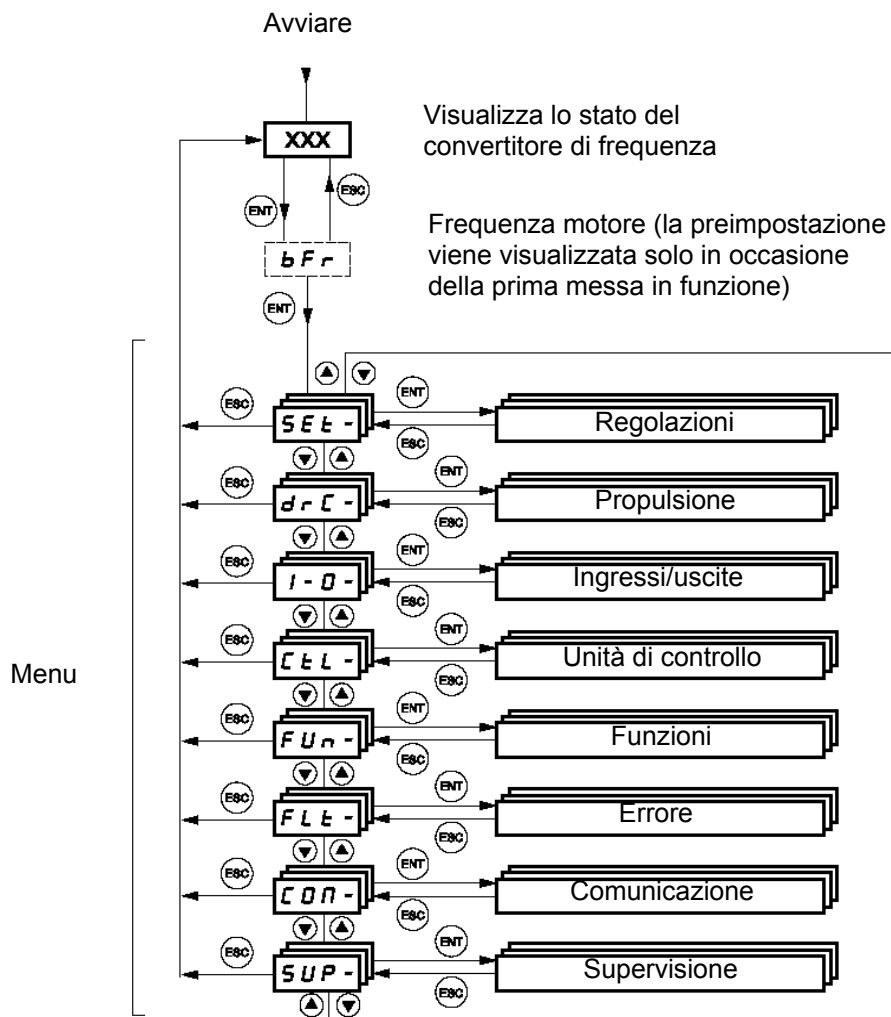 Avviare
XXX
Visualizza lo stato del
convertitore di frequenza
ENT
ESC
bFr
Frequenza motore (la preimpostazione
viene visualizzata solo in occasione
della prima messa in funzione)
ENT
ESC
SEt-
ENT
ESC
Regolazioni
ESC
drC-
ENT
ESC
Propulsione
ESC
I-O-
ENT
ESC
Ingressi/uscite
Menu
ESC
CtL-
ENT
ESC
Unità di controllo
ESC
FUn-
ENT
ESC
Funzioni
ESC
FLt-
ENT
ESC
Errore
ESC
COn-
ENT
ESC
Comunicazione
ESC
SUP-
ENT
ESC
Supervisione